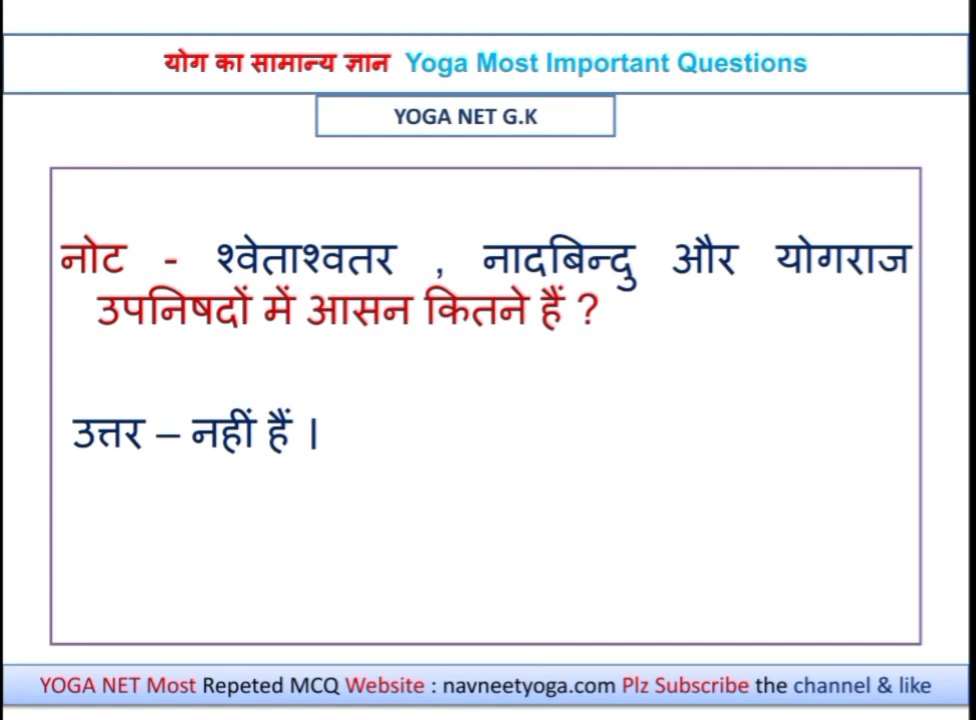 योग का सामान्य ज्ञान Yoga Most Important Questions
YOGA NET G.K
नोट - श्वेताश्वतर , नादबिन्दु और योगराज
उपनिषदों में आसन कितने हैं ?
उत्तर – नहीं हैं ।
YOGA NET Most Repeted MCQ Website : navneetyoga.com Plz Subscribe the channel & like